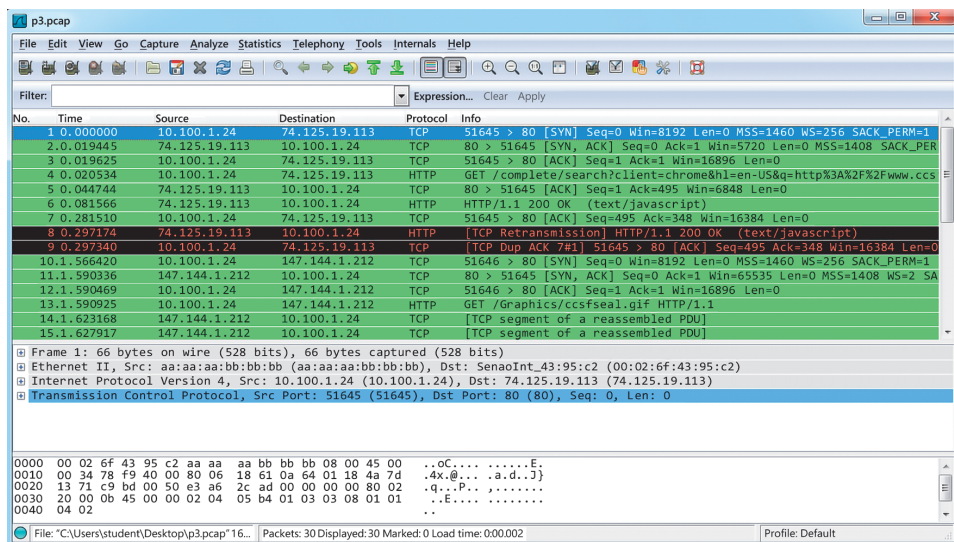 p3.pcap
File Edit View Go Capture Analyze Statistics Telephony Tools Internals Help
Filter: Expression... Clear Apply
No. Time Source Destination Protocol Info
1 0.000000 10.100.1.24 74.125.19.113 TCP 51645 > 80 [SYN] Seq=0 Win=8192 Len=0 MSS=1460 WS=256 SACK_PERM=1
2.0.019445 74.125.19.113 10.100.1.24 TCP 80 > 51645 [SYN, ACK] Seq=0 Ack=1 Win=5720 Len=0 MSS=1408 SACK_PER
3 0.019625 10.100.1.24 74.125.19.113 TCP 51645 > 80 [ACK] Seq=1 Ack=1 Win=16896 Len=0
4 0.020534 10.100.1.24 74.125.19.113 HTTP GET /complete/search?client=chrome&hl=en-US&q=http%3A%2F%2Fwww.ccs
5 0.044744 74.125.19.113 10.100.1.24 TCP 80 > 51645 [ACK] Seq=1 Ack=495 Win=6848 Len=0
6 0.081566 74.125.19.113 10.100.1.24 HTTP HTTP/1.1 200 OK (text/javascript)
7 0.281510 10.100.1.24 74.125.19.113 TCP 51645 > 80 [ACK] Seq=495 Ack=348 Win=16384 Len=0
8 0.297174 74.125.19.113 10.100.1.24 HTTP [TCP Retransmission] HTTP/1.1 200 OK (text/javascript)
9 0.297340 10.100.1.24 74.125.19.113 TCP [TCP Dup ACK 7#1] 51645 > 80 [ACK] Seq=495 Ack=348 Win=16384 Len=0
10.1.566420 10.100.1.24 147.144.1.212 TCP 51646 > 80 [SYN] Seq=0 Win=8192 Len=0 MSS=1460 WS=256 SACK_PERM=1
11.1.590336 147.144.1.212 10.100.1.24 TCP 80 > 51646 [SYN, ACK] Seq=0 Ack=1 Win=65535 Len=0 MSS=1408 WS=2 SA
12.1.590469 10.100.1.24 147.144.1.212 TCP 51646 > 80 [ACK] Seq=1 Ack=1 Win=16896 Len=0
13.1.590925 10.100.1.24 147.144.1.212 HTTP GET /Graphics/ccsfseal.gif HTTP/1.1
14.1.623168 147.144.1.212 10.100.1.24 TCP [TCP segment of a reassembled PDU]
15.1.627917 147.144.1.212 10.100.1.24 TCP [TCP segment of a reassembled PDU]
Frame 1: 66 bytes on wire (528 bits), 66 bytes captured (528 bits)
Ethernet II, Src: aa:aa:aa:bb:bb:bb (aa:aa:aa:bb:bb:bb), Dst: SenaoInt_43:95:c2 (00:02:6f:43:95:c2)
Internet Protocol Version 4, Src: 10.100.1.24 (10.100.1.24), Dst: 74.125.19.113 (74.125.19.113)
Transmission Control Protocol, Src Port: 51645 (51645), Dst Port: 80 (80), Seq: 0, Len: 0
0000 00 02 6f 43 95 c2 aa aa aa bb bb bb 08 00 45 00 ..oC.... ......E.
0010 00 34 78 f9 40 00 80 06 18 61 0a 64 01 18 4a 7d .4x.@... .a.d..J}
0020 13 71 c9 bd 00 50 e3 a6 2c ad 00 00 00 00 80 02 .q...P.. ,.......
0030 20 00 0b 45 00 00 02 04 05 b4 01 03 03 08 01 01 ..E.... ........
0040 04 02 ..
File: "C:\Users\student\Desktop\p3.pcap" 16... Packets: 30 Displayed: 30 Marked: 0 Load time: 0:00.002 Profile: Default